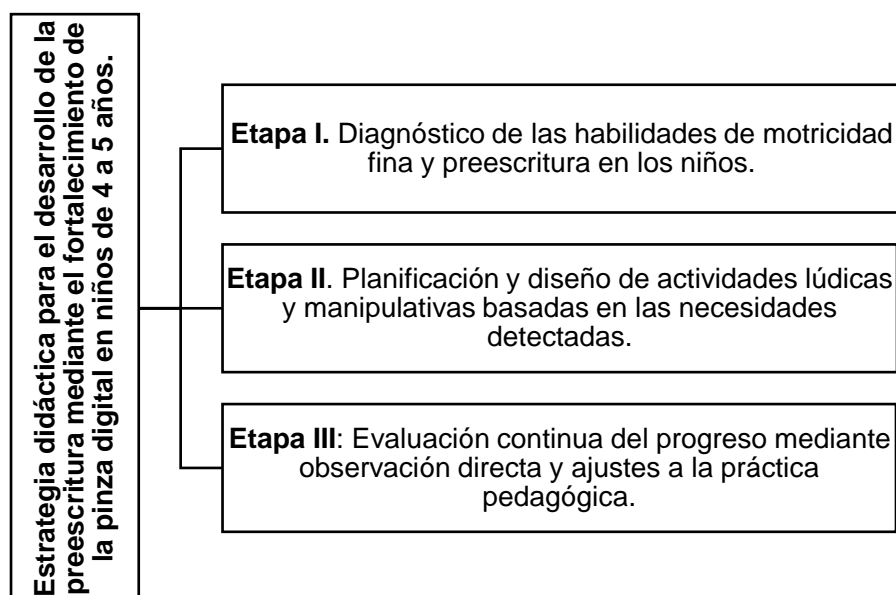 Estrategia didáctica para el desarrollo de la
preescritura mediante el fortalecimiento de
la pinza digital en niños de 4 a 5 años.
Etapa I. Diagnóstico de las habilidades de motricidad
fina y preescritura en los niños.
Etapa II. Planificación y diseño de actividades lúdicas
y manipulativas basadas en las necesidades
detectadas.
Etapa III: Evaluación continua del progreso mediante
observación directa y ajustes a la práctica
pedagógica.